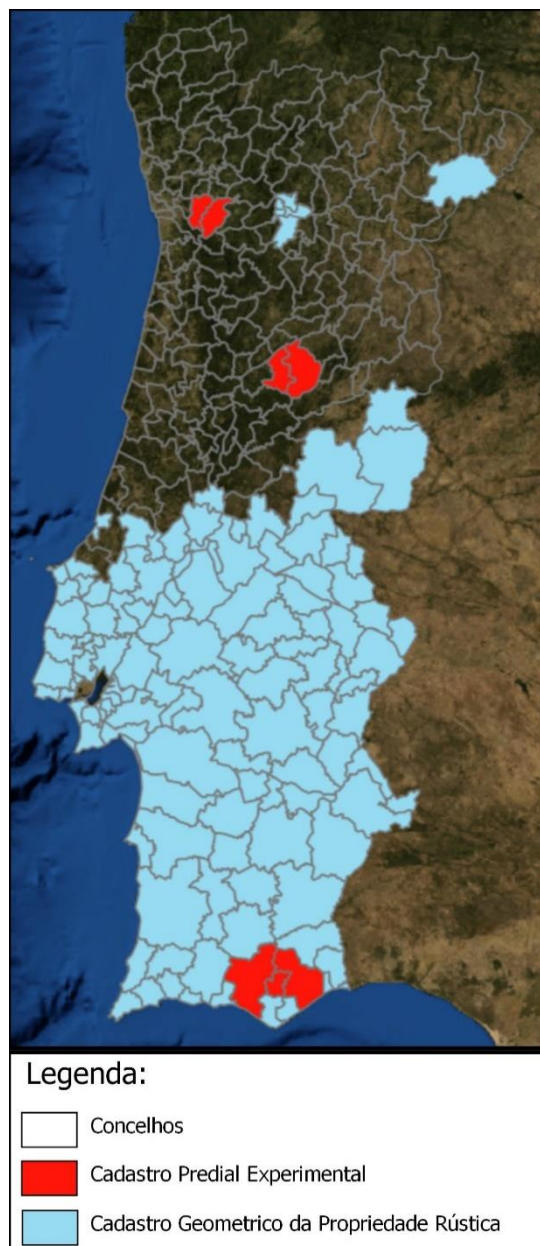 Legenda:
Concelhos
Cadastro Predial Experimental
Cadastro Geometrico da Propriedade Rústica